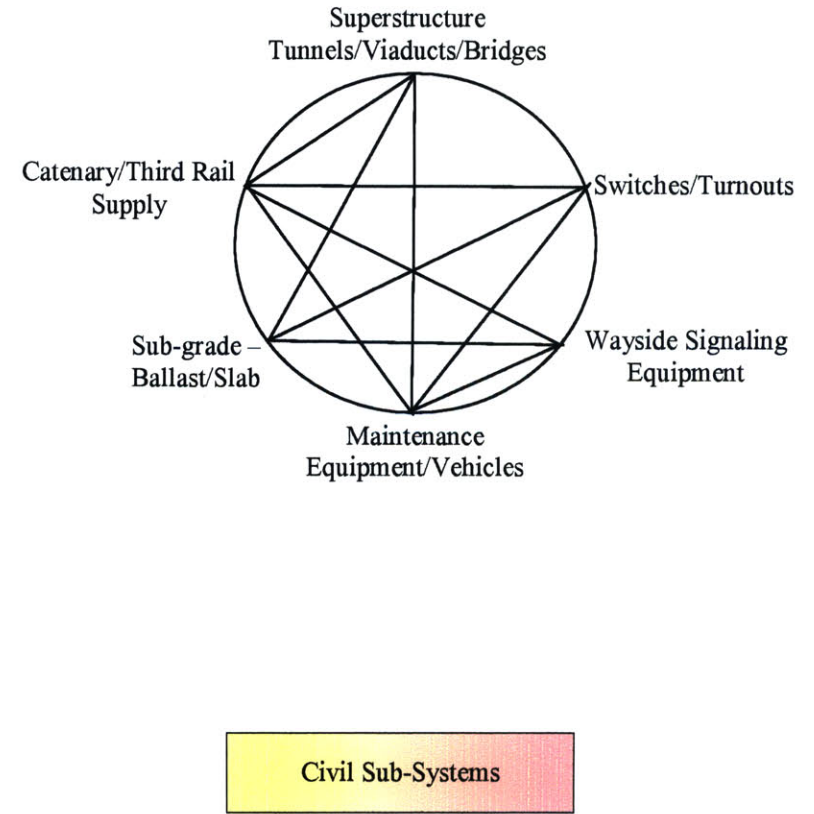 Superstructure
Tunnels/Viaducts/Bridges
Catenary/Third Rail
Supply
Switches/Turnouts
Sub-grade –
Ballast/Slab
Wayside Signaling
Equipment
Maintenance
Equipment/Vehicles
Civil Sub-Systems